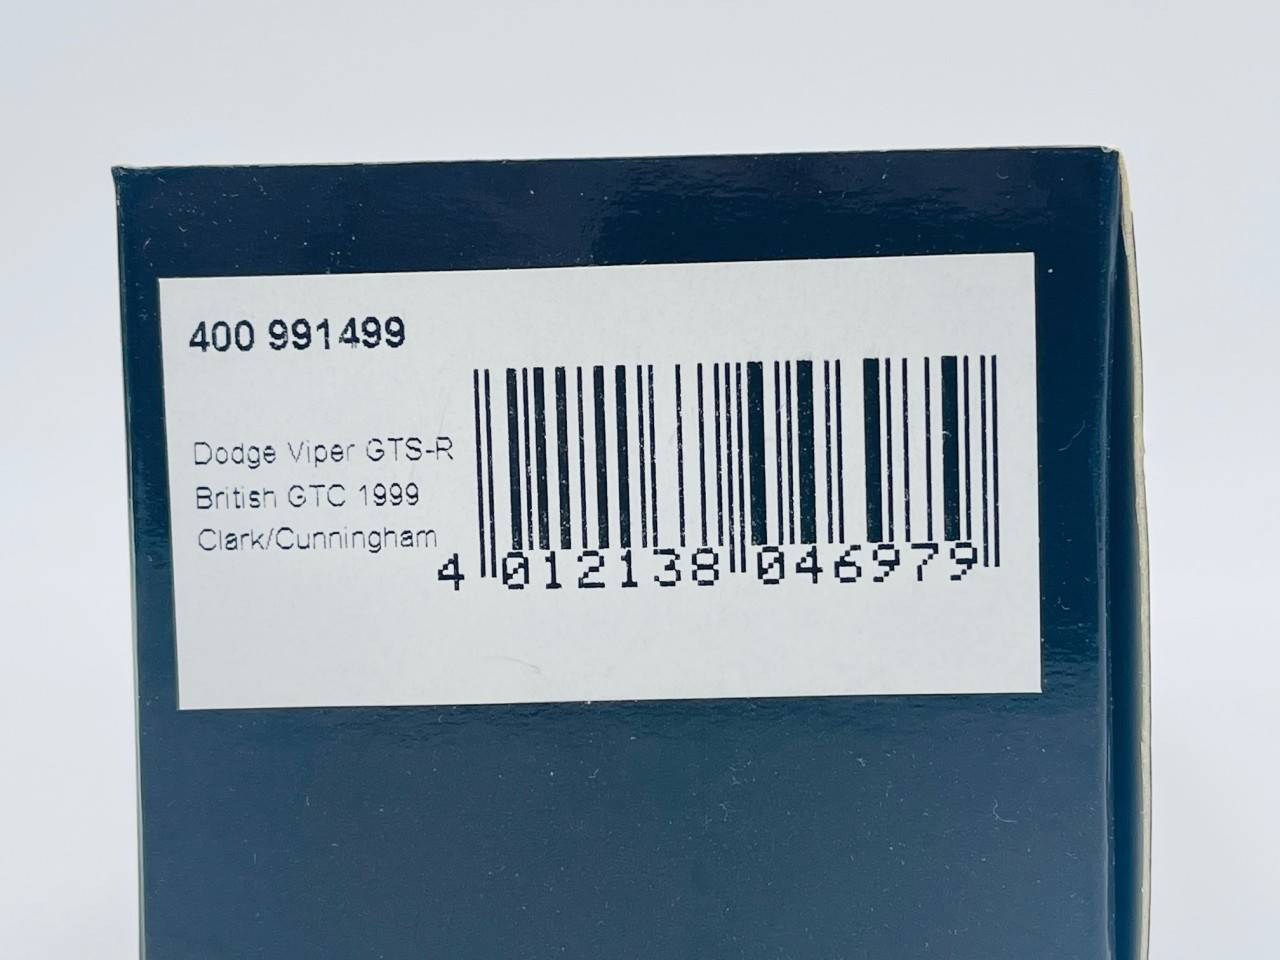 400 991499
Dodge Viper GTS-R
British GTC 1999
Clark/Cunningham
4 012138 046979